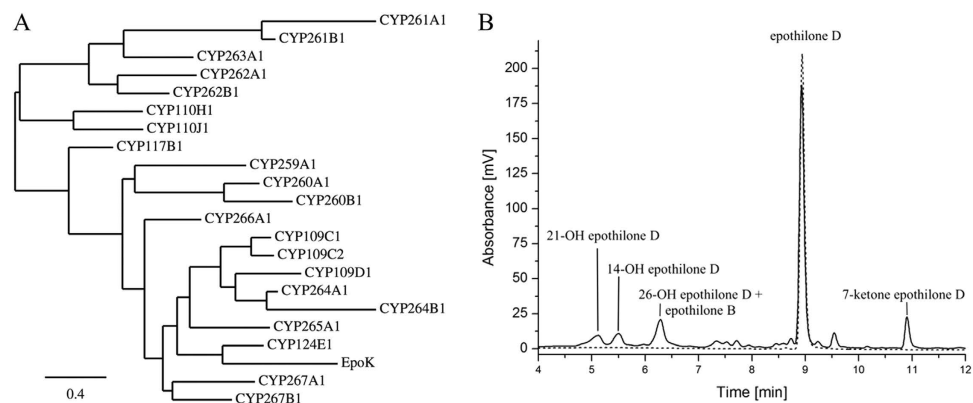 A
CYP261A1
CYP261B1
CYP263A1
CYP262A1
CYP262B1
CYP110H1
CYP110J1
CYP117B1
CYP259A1
CYP260A1
CYP260B1
CYP266A1
CYP109C1
CYP109C2
CYP109D1
CYP264A1
CYP264B1
CYP265A1
CYP124E1
EpoK
CYP267A1
CYP267B1
0.4
B
epothilone D
21-OH epothilone D
14-OH epothilone D
26-OH epothilone D +
epothilone B
7-ketone epothilone D
Absorbance [mV]
200
175
150
125
100
75
50
25
0
4 5 6 7 8 9 10 11 12
Time [min]